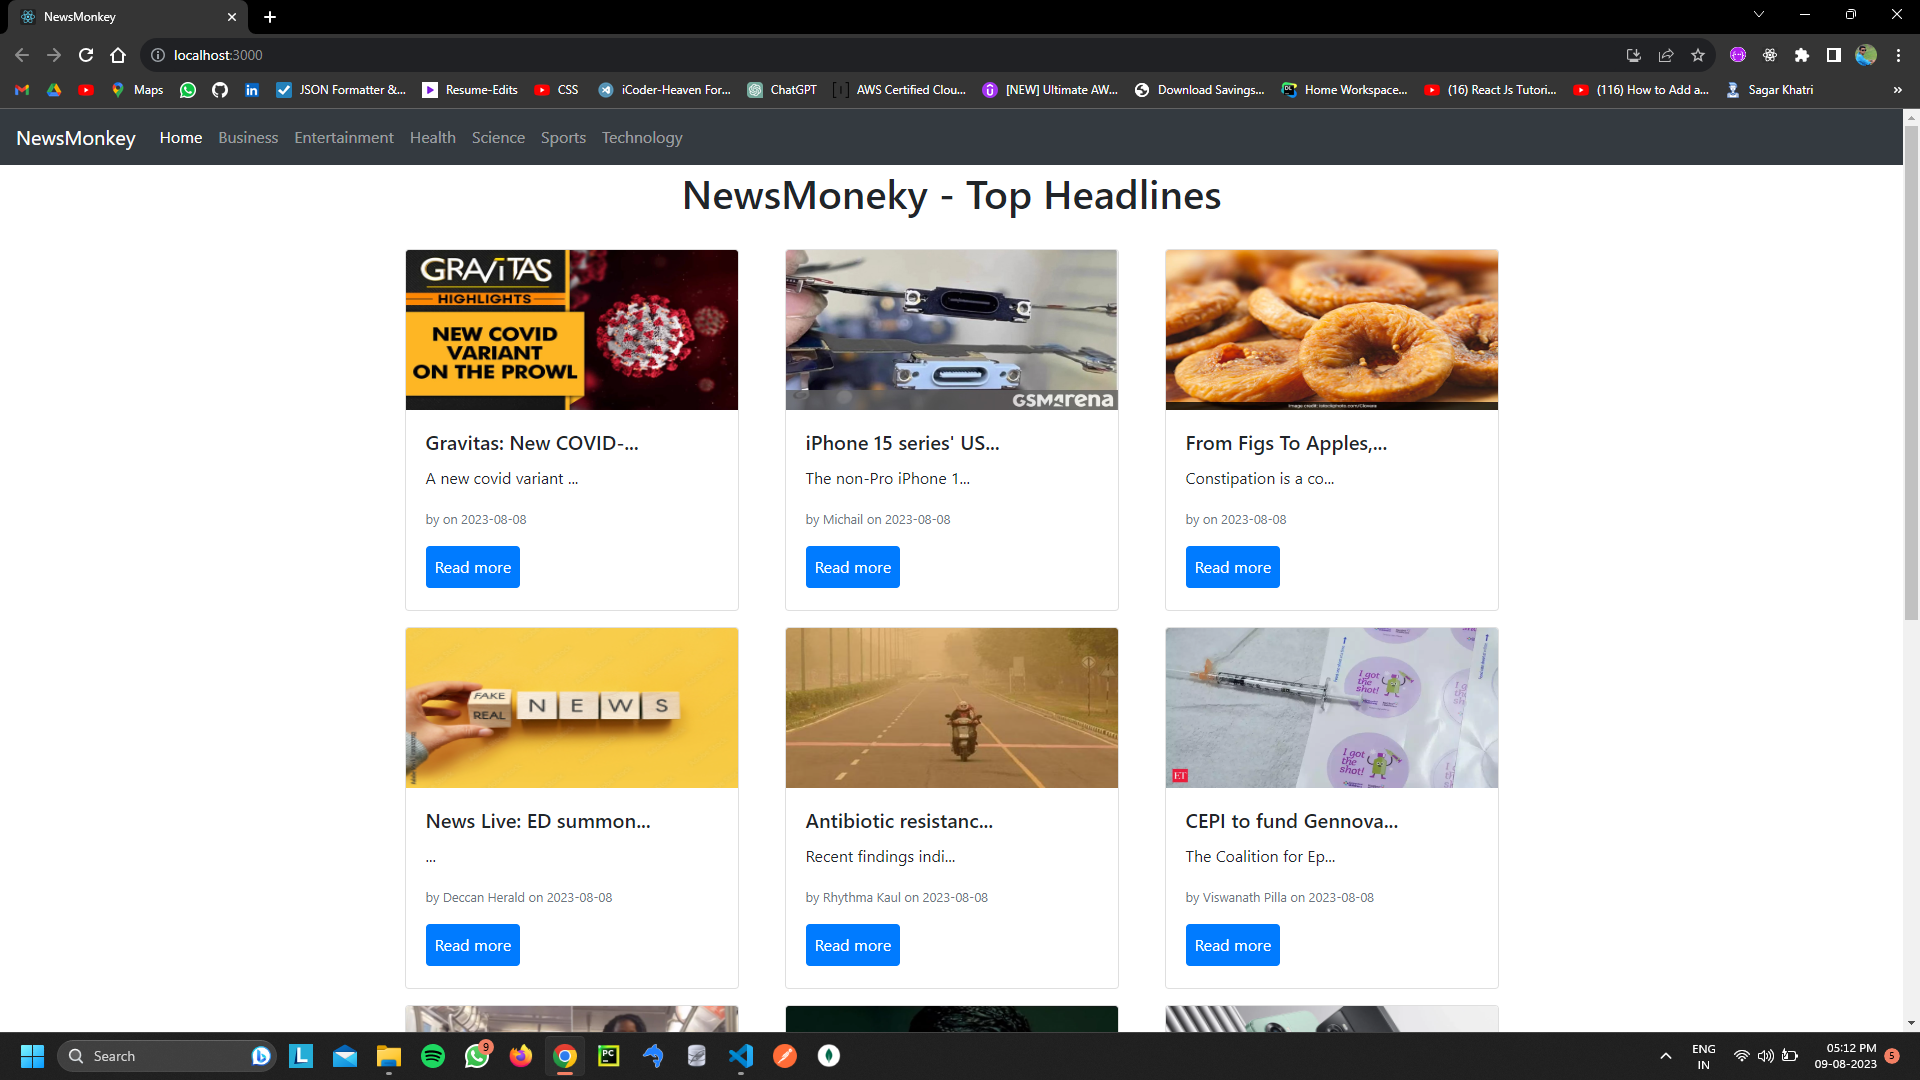 NewsMonkey
localhost:3000
Maps
JSON Formatter &...
Resume-Edits
CSS
iCoder-Heaven For...
ChatGPT
AWS Certified Clou...
[NEW] Ultimate AW...
Download Savings...
Home Workspace...
(16) React Js Tutori...
(116) How to Add a...
Sagar Khatri
»
NewsMonkey Home Business Entertainment Health Science Sports Technology
NewsMoneky - Top Headlines
GRAVITAS
HIGHLIGHTS
NEW COVID
VARIANT
ON THE PROWL
GSMarena
Gravitas: New COVID-...
A new covid variant ...
by on 2023-08-08
Read more
iPhone 15 series' US...
The non-Pro iPhone 1...
by Michail on 2023-08-08
Read more
From Figs To Apples,...
Constipation is a co...
by on 2023-08-08
Read more
FAKE
REAL
N E W S
I got
the shot!
I got
the shot!
ET
News Live: ED summon...
...
by Deccan Herald on 2023-08-08
Read more
Antibiotic resistanc...
Recent findings indi...
by Rhythma Kaul on 2023-08-08
Read more
CEPI to fund Gennova...
The Coalition for Ep...
by Viswanath Pilla on 2023-08-08
Read more
Search
L
9
PC
ENG
IN
05:12 PM
09-08-2023
5